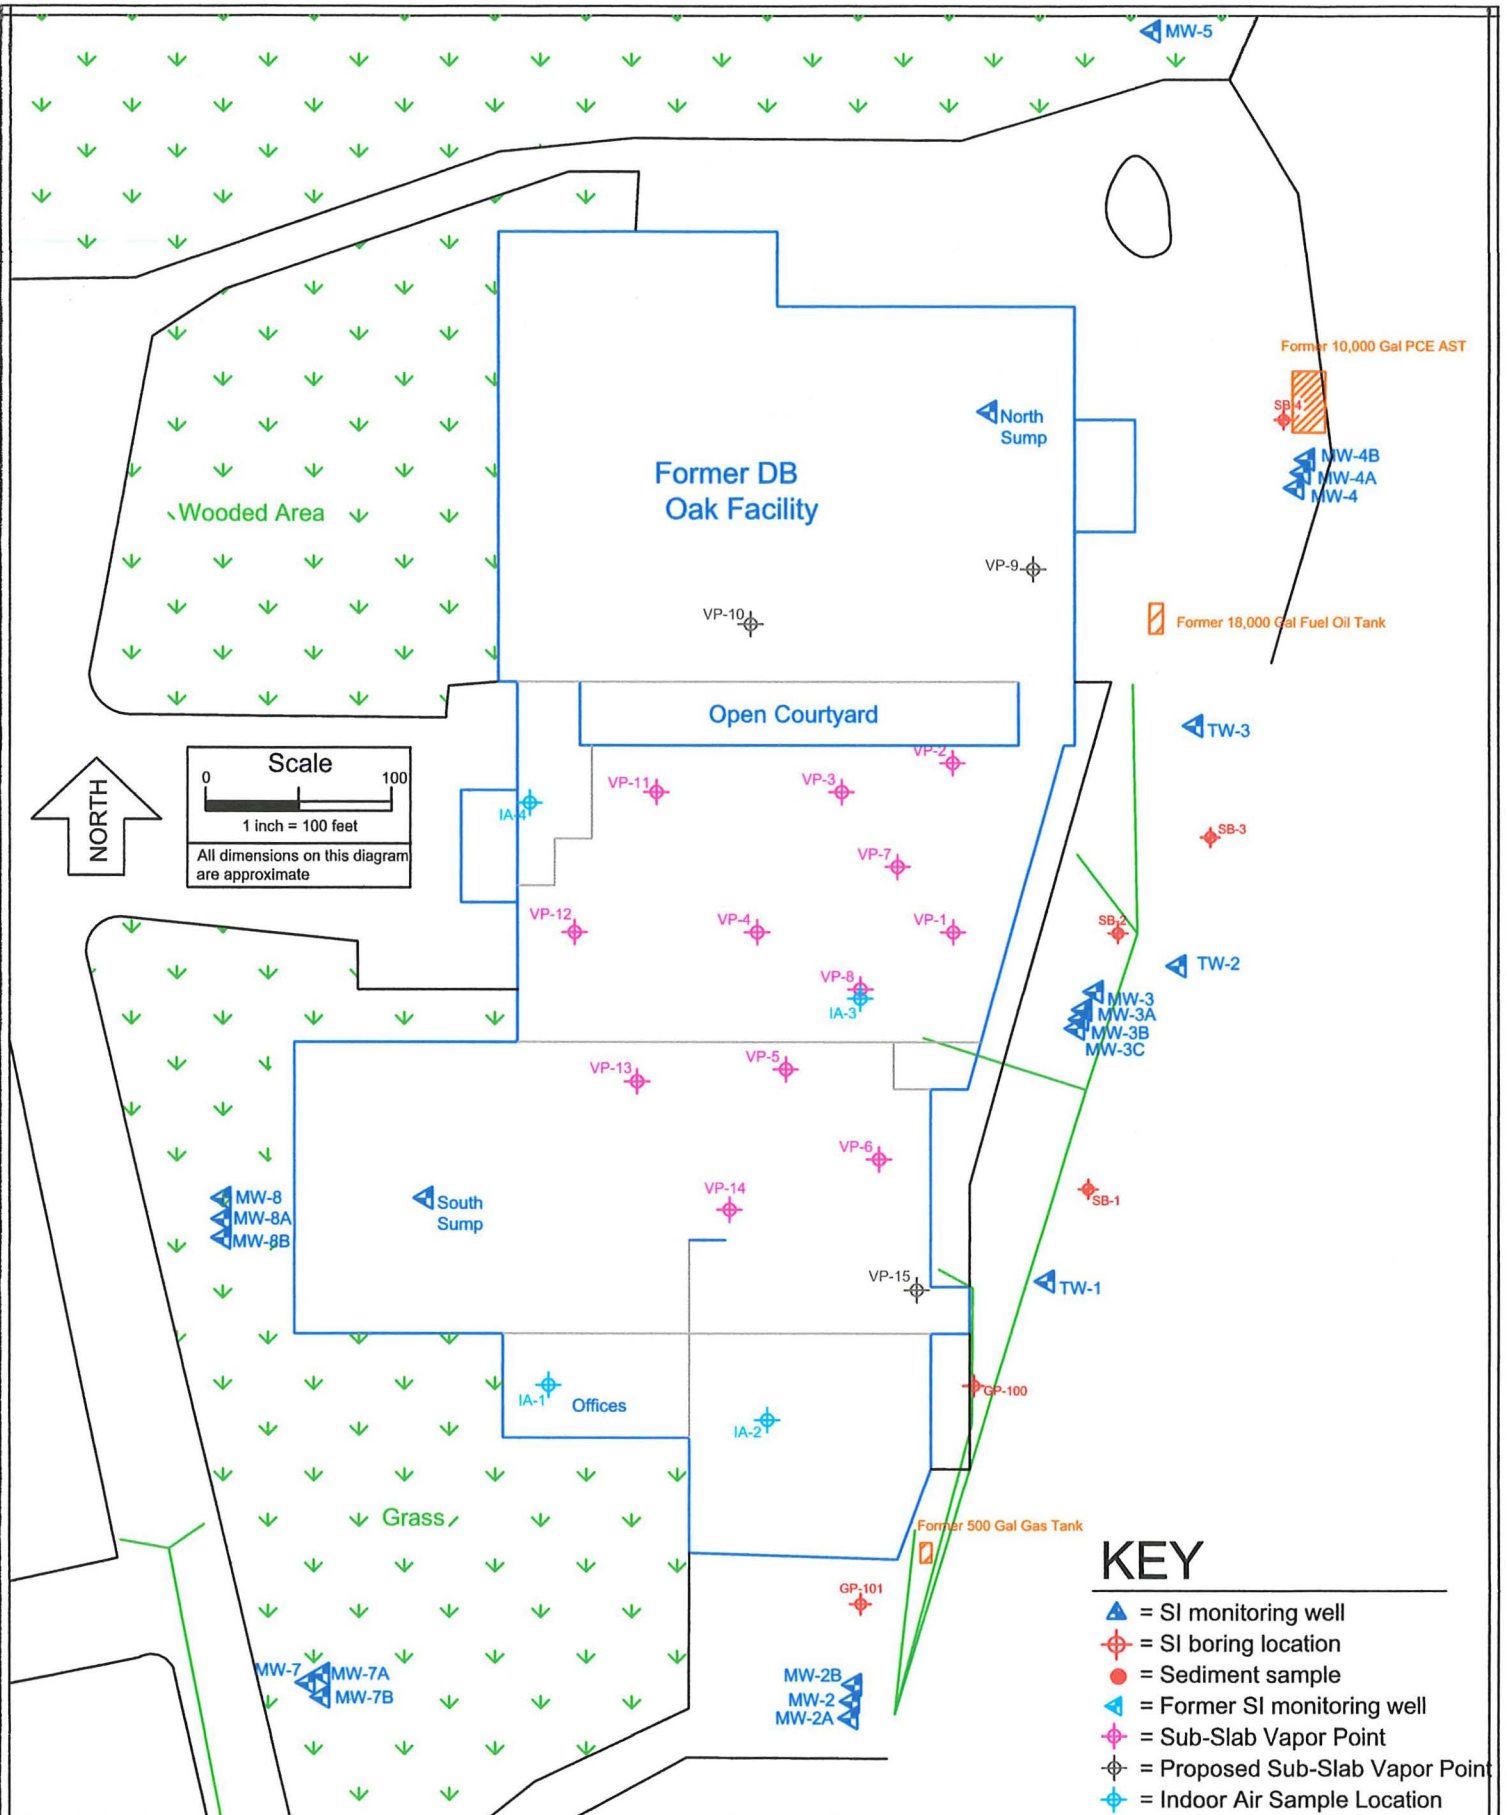 MW-5
Former 10,000 Gal PCE AST
SB-4
North
Sump
MW-4B
MW-4A
MW-4
Former DB
Oak Facility
Wooded Area
VP-9
VP-10
Former 18,000 Gal Fuel Oil Tank
Open Courtyard
TW-3
VP-2
NORTH
Scale
0 100
1 inch = 100 feet
All dimensions on this diagram
are approximate
IA-4
VP-11
VP-3
SB-3
VP-7
VP-12
VP-4
VP-1
SB-2
TW-2
VP-8
IA-3
MW-3
MW-3A
MW-3B
MW-3C
VP-13
VP-5
VP-6
VP-14
SB-1
MW-8
MW-8A
MW-8B
South
Sump
VP-15
TW-1
IA-1
Offices
GP-100
IA-2
Grass
Former 500 Gal Gas Tank
GP-101
MW-7
MW-7A
MW-7B
MW-2B
MW-2
MW-2A
KEY
= SI monitoring well
= SI boring location
= Sediment sample
= Former SI monitoring well
= Sub-Slab Vapor Point
= Proposed Sub-Slab Vapor Point
= Indoor Air Sample Location